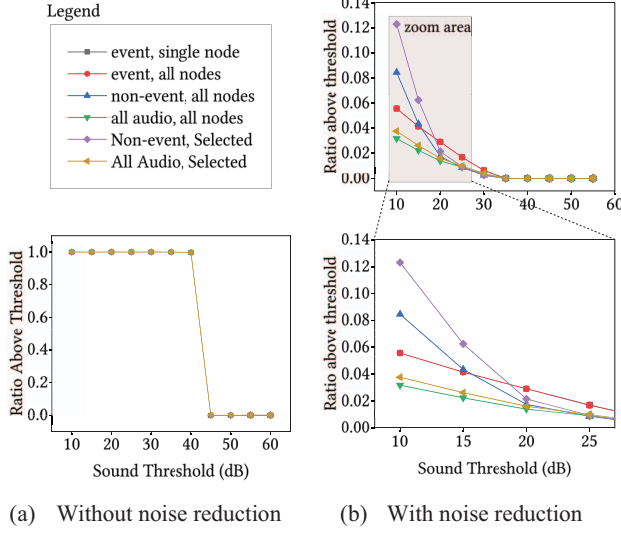 Legend
event, single node
event, all nodes
non-event, all nodes
all audio, all nodes
Non-event, Selected
All Audio, Selected
Ratio above threshold
0.14
0.12
0.10
0.08
0.06
0.04
0.02
0.00
zoom area
10 20 30 40 50 60
Ratio Above Threshold
1.0
0.8
0.6
0.4
0.2
0.0
10 20 30 40 50 60
Sound Threshold (dB)
Ratio above threshold
0.14
0.12
0.10
0.08
0.06
0.04
0.02
0.00
10 15 20 25
Sound Threshold (dB)
(a) Without noise reduction
(b) With noise reduction